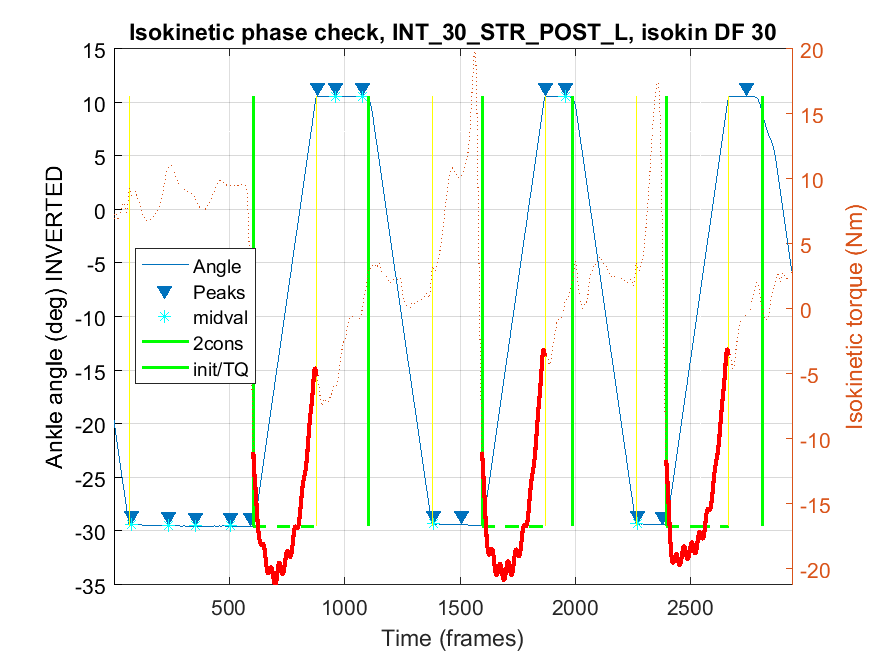 Isokinetic phase check, INT_30_STR_POST_L, isokin DF 30
15
10
5
0
-5
-10
-15
-20
-25
-30
-35
Ankle angle (deg) INVERTED
20
15
10
5
0
-5
-10
-15
-20
Isokinetic torque (Nm)
Angle
Peaks
midval
2cons
init/TQ
500
1000
1500
2000
2500
Time (frames)